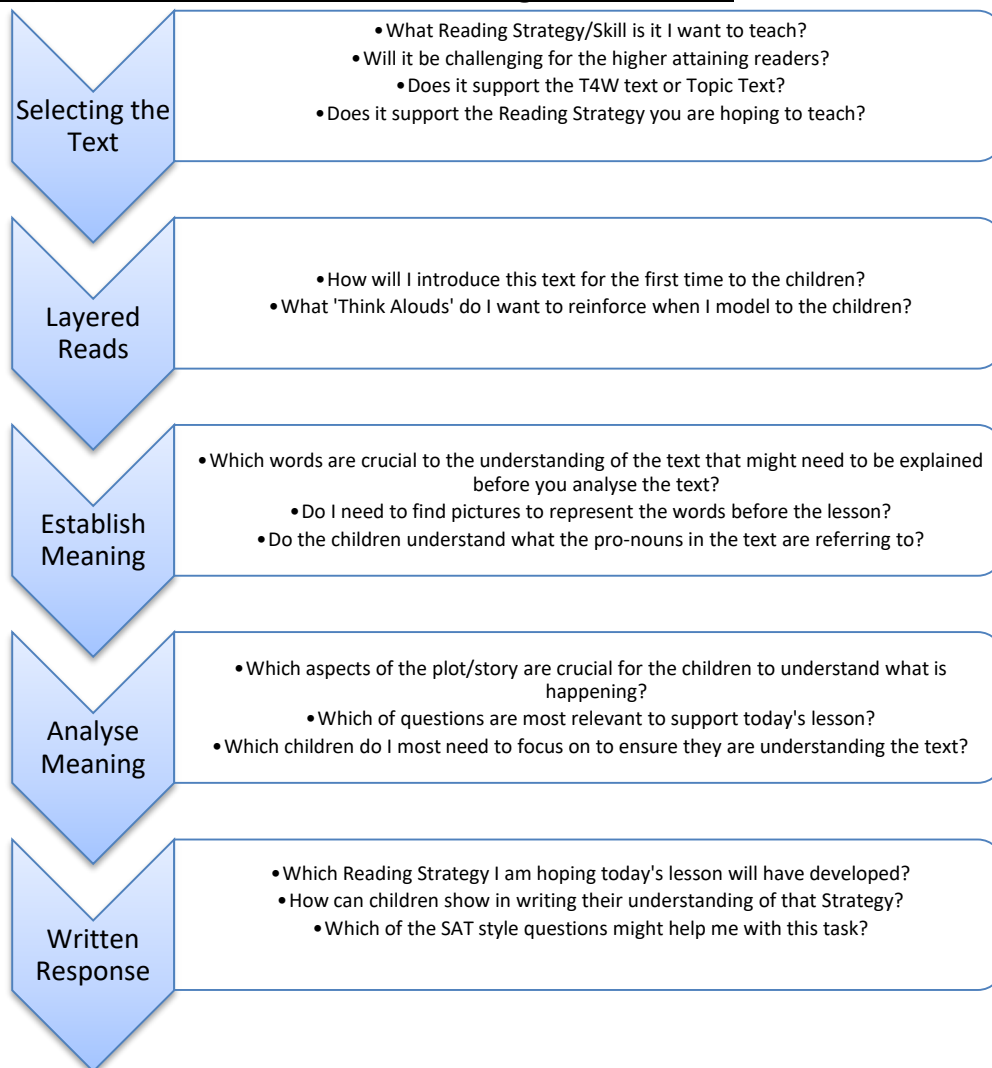 •What Reading Strategy/Skill is it I want to teach?
•Will it be challenging for the higher attaining readers?
•Does it support the T4W text or Topic Text?
•Does it support the Reading Strategy you are hoping to teach?
Selecting the
Text
•How will I introduce this text for the first time to the children?
•What 'Think Alouds' do I want to reinforce when I model to the children?
Layered
Reads
•Which words are crucial to the understanding of the text that might need to be explained
before you analyse the text?
•Do I need to find pictures to represent the words before the lesson?
•Do the children understand what the pro-nouns in the text are referring to?
Establish
Meaning
•Which aspects of the plot/story are crucial for the children to understand what is
happening?
•Which of questions are most relevant to support today's lesson?
•Which children do I most need to focus on to ensure they are understanding the text?
Analyse
Meaning
•Which Reading Strategy I am hoping today's lesson will have developed?
•How can children show in writing their understanding of that Strategy?
•Which of the SAT style questions might help me with this task?
Written
Response